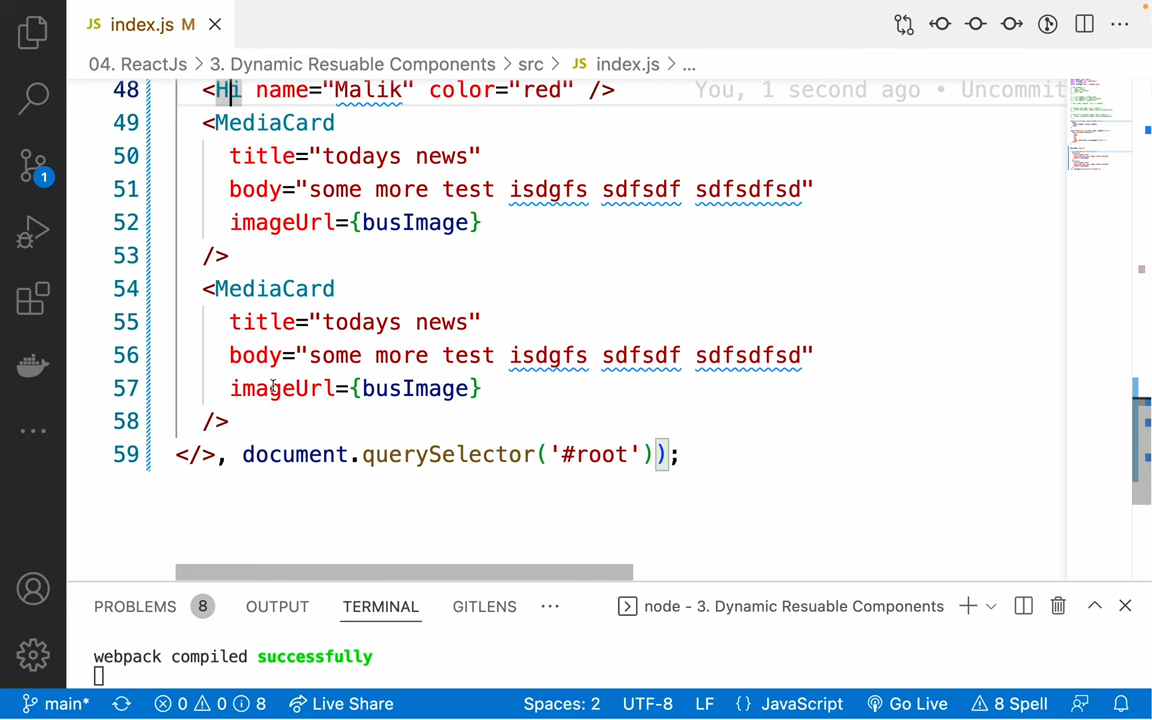 JS index.js M
04. ReactJs > 3. Dynamic Resuable Components > src > JS index.js > ...
48 <Hi name="Malik" color="red" /> You, 1 second ago • Uncommit
49 <MediaCard
50 title="todays news"
51 body="some more test isdgfs sdfsdf sdfsdfsd"
52 imageUrl={busImage}
53 />
54 <MediaCard
55 title="todays news"
56 body="some more test isdgfs sdfsdf sdfsdfsd"
57 imageUrl={busImage}
58 />
59 </>, document.querySelector('#root'));
1
PROBLEMS 8 OUTPUT TERMINAL GITLENS ... node - 3. Dynamic Resuable Components
webpack compiled successfully
main* 0 0 8 Live Share Spaces: 2 UTF-8 LF {} JavaScript Go Live 8 Spell